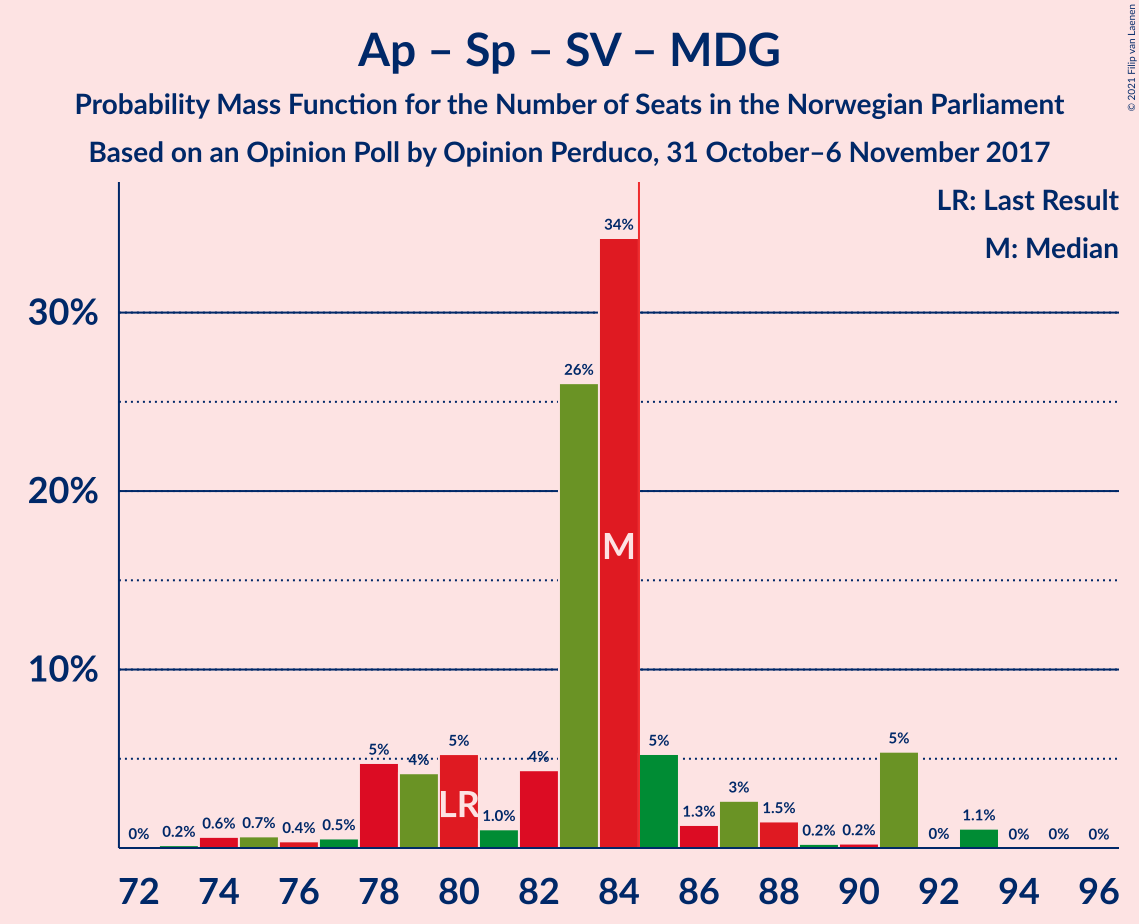 Ap – Sp – SV – MDG
Probability Mass Function for the Number of Seats in the Norwegian Parliament
Based on an Opinion Poll by Opinion Perduco, 31 October–6 November 2017
© 2021 Filip van Laenen
LR: Last Result
M: Median
30%
20%
10%
0% 0.2% 0.6% 0.7% 0.4% 0.5% 5% 4% 5% 1.0% 4% 26% 34% 5% 1.3% 3% 1.5% 0.2% 0.2% 5% 0% 1.1% 0% 0% 0%
M
LR
72 74 76 78 80 82 84 86 88 90 92 94 96